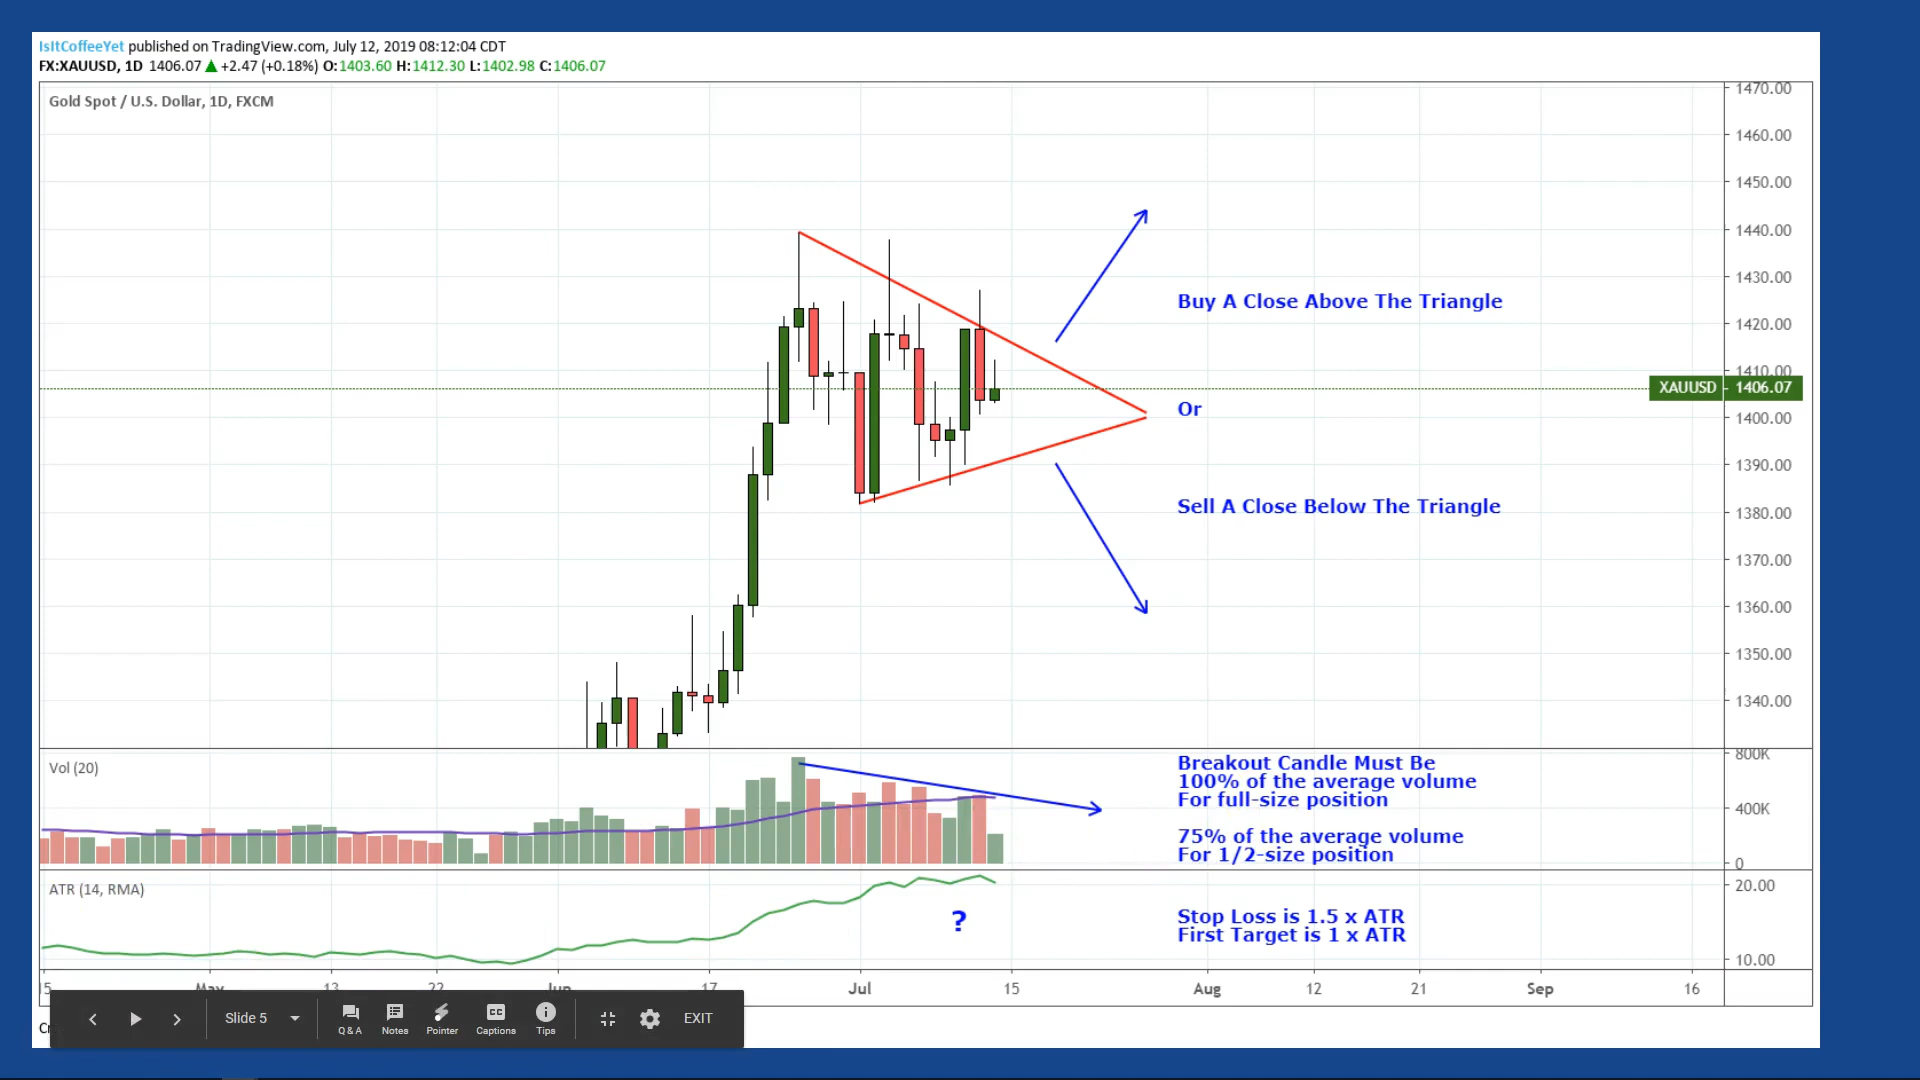 IsItCoffeeYet published on TradingView.com, July 12, 2019 08:12:04 CDT
FX:XAUUSD, 1D 1406.07 ▲ +2.47 (+0.18%) O:1403.60 H:1412.30 L:1402.98 C:1406.07
Gold Spot / U.S. Dollar, 1D, FXCM
1470.00
1460.00
1450.00
1440.00
1430.00
1420.00
1410.00
1400.00
1390.00
1380.00
1370.00
1360.00
1350.00
1340.00
Buy A Close Above The Triangle
XAUUSD 1406.07
Or
Sell A Close Below The Triangle
Vol (20)
800K
400K
0
Breakout Candle Must Be
100% of the average volume
For full-size position
75% of the average volume
For 1/2-size position
ATR (14, RMA)
20.00
10.00
?
Stop Loss is 1.5 x ATR
First Target is 1 x ATR
15 May 13 22 Jun 17 Jul 15 Aug 12 21 Sep 16
Slide 5
Q & A
Notes
Pointer
Captions
Tips
EXIT